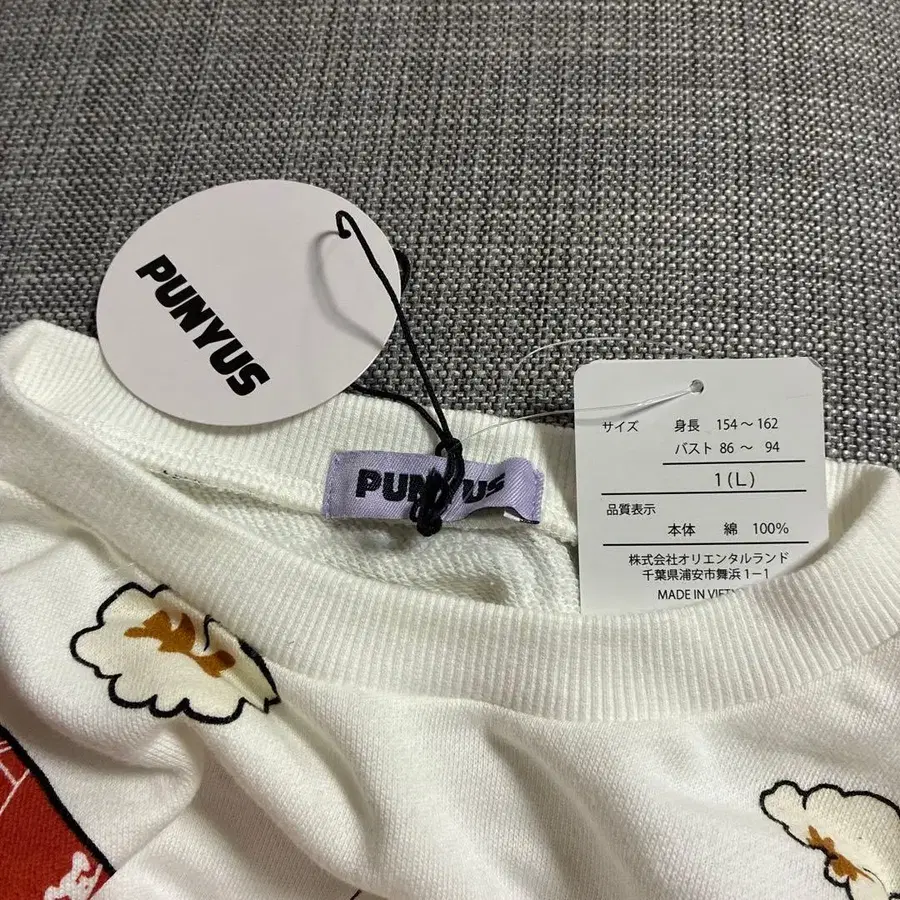 PUNYUS
PUNYUS
サイズ 身長 154～162
バスト 86～ 94
1(L)
品質表示
本体 綿 100%
株式会社オリエンタルランド
千葉県浦安市舞浜1-1
MADE IN